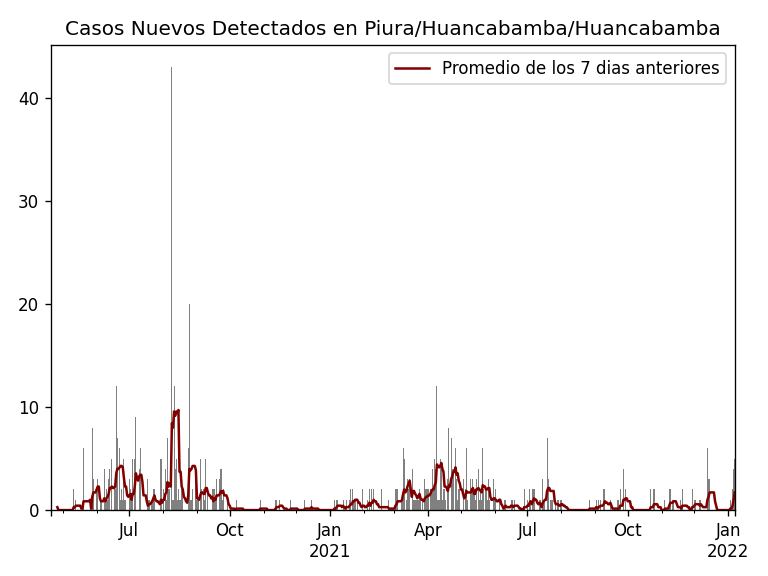 Casos Nuevos Detectados en Piura/Huancabamba/Huancabamba
Promedio de los 7 dias anteriores
40
30
20
10
0
Jul
Oct
Jan
2021
Apr
Jul
Oct
Jan
2022